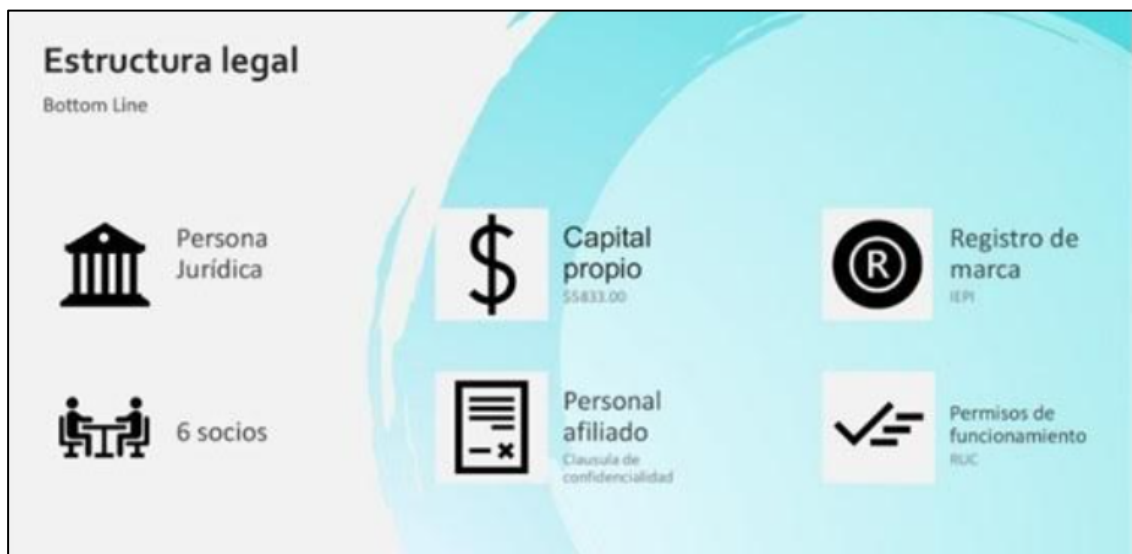 Estructura legal
Bottom Line
Persona
Jurídica
Capital
propio
$5833.00
Registro de
marca
IEPI
6 socios
Personal
afiliado
Clausula de
confidencialidad
Permisos de
funcionamiento
RUC